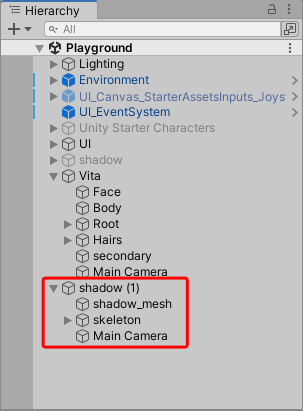 Hierarchy
All
Playground
Lighting
Environment
UI_Canvas_StarterAssetsInputs_Joys
UI_EventSystem
Unity Starter Characters
UI
shadow
Vita
Face
Body
Root
Hairs
secondary
Main Camera
shadow (1)
shadow_mesh
skeleton
Main Camera